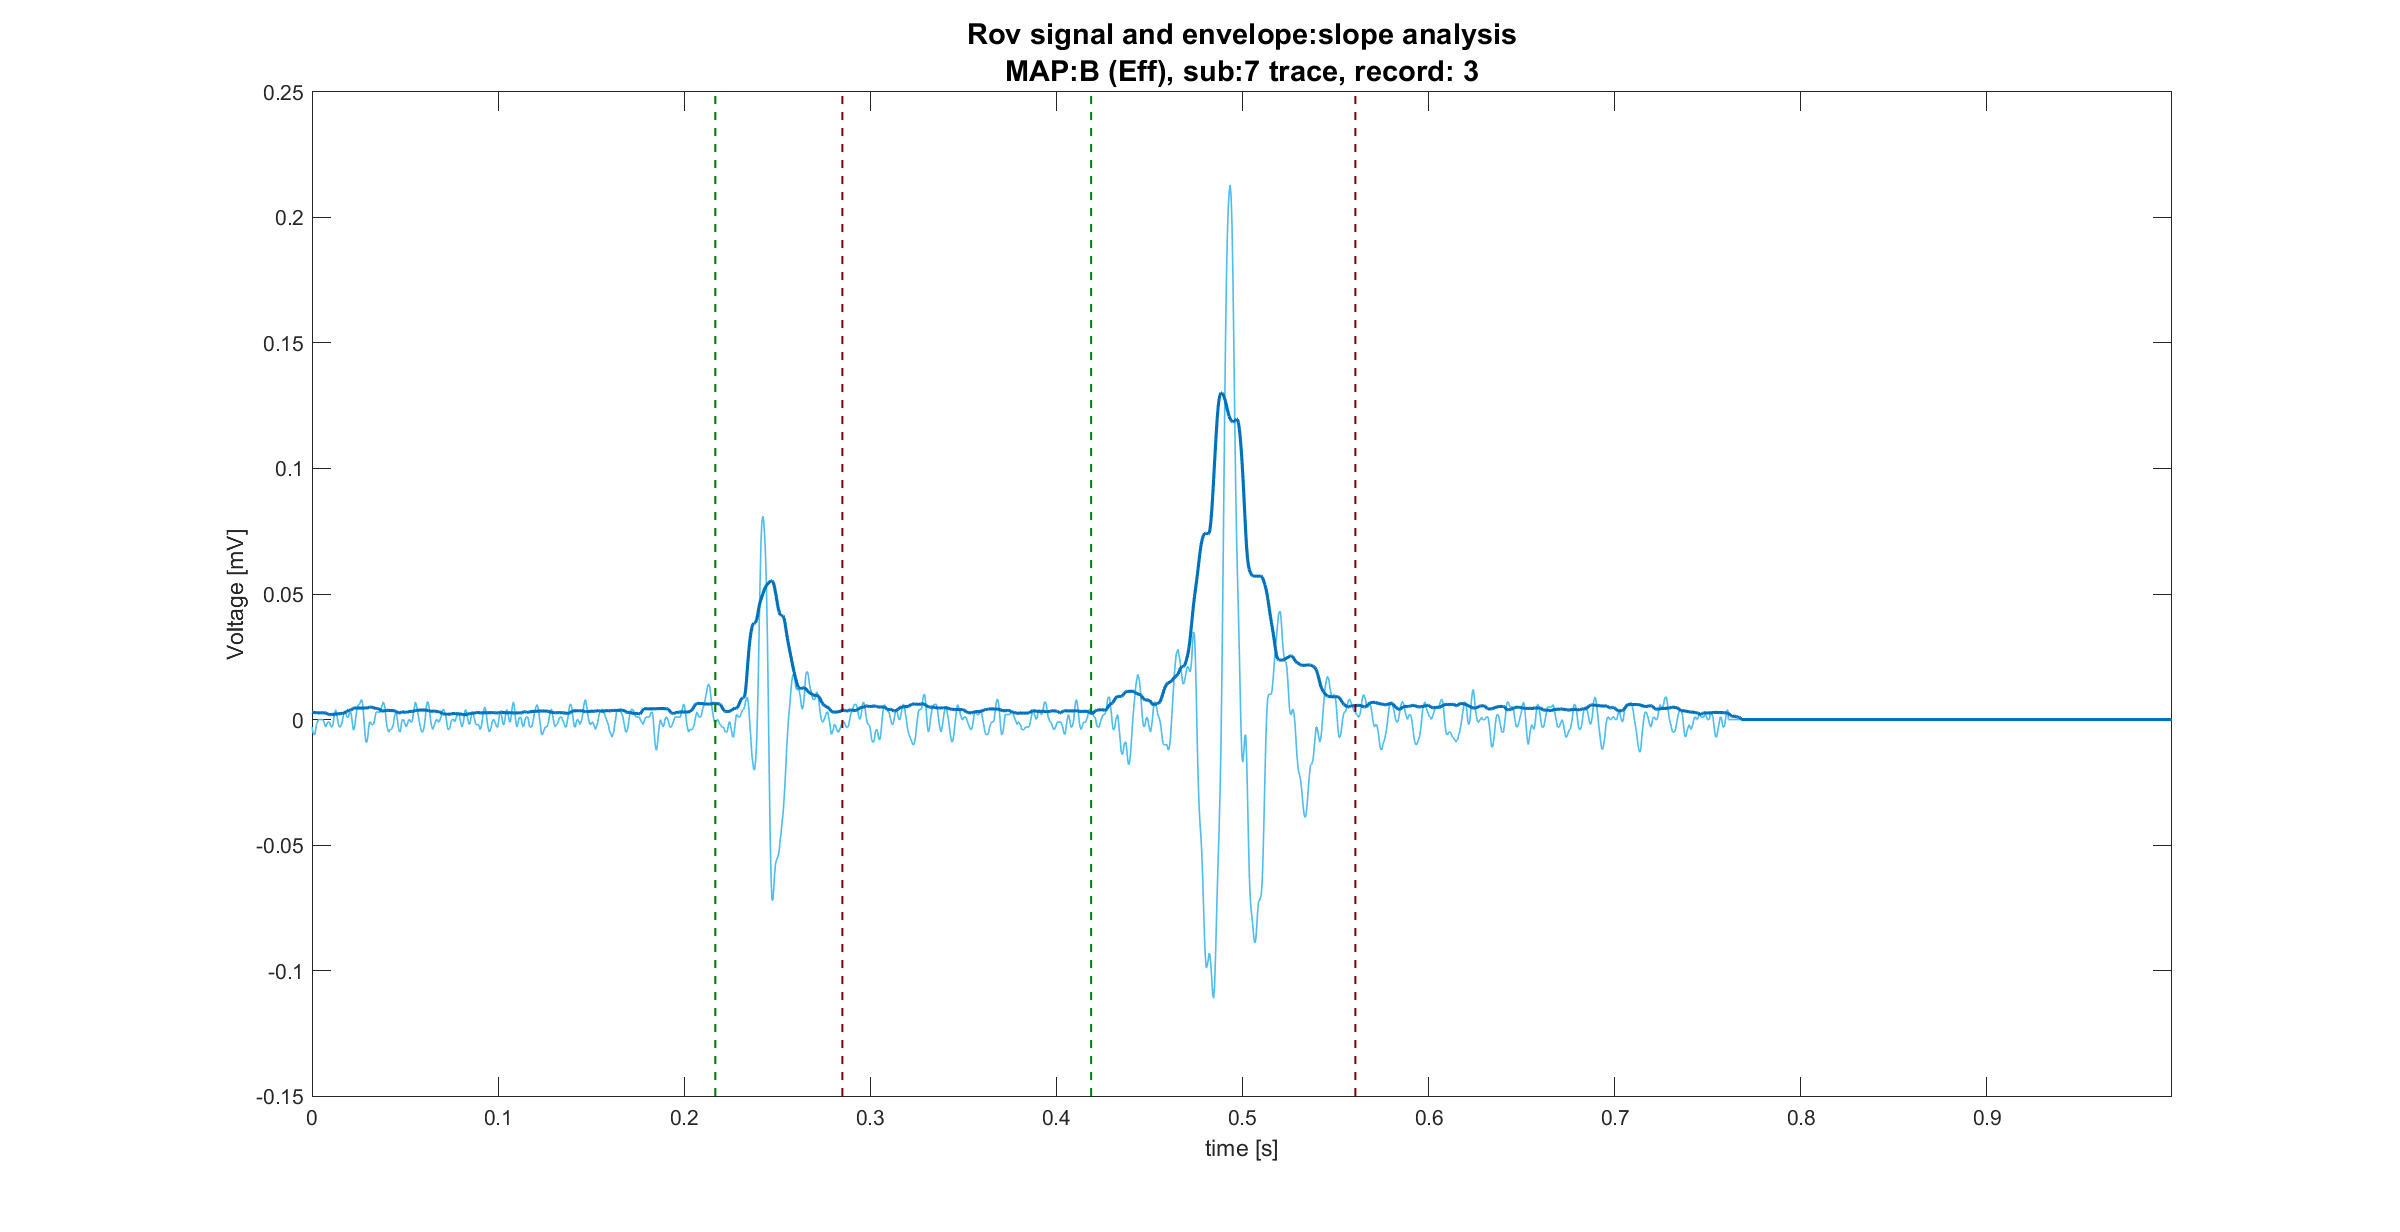 Rov signal and envelope:slope analysis
MAP:B (Eff), sub:7 trace, record: 3
0.25
0.2
0.15
0.1
0.05
0
-0.05
-0.1
-0.15
Voltage [mV]
0 0.1 0.2 0.3 0.4 0.5 0.6 0.7 0.8 0.9
time [s]